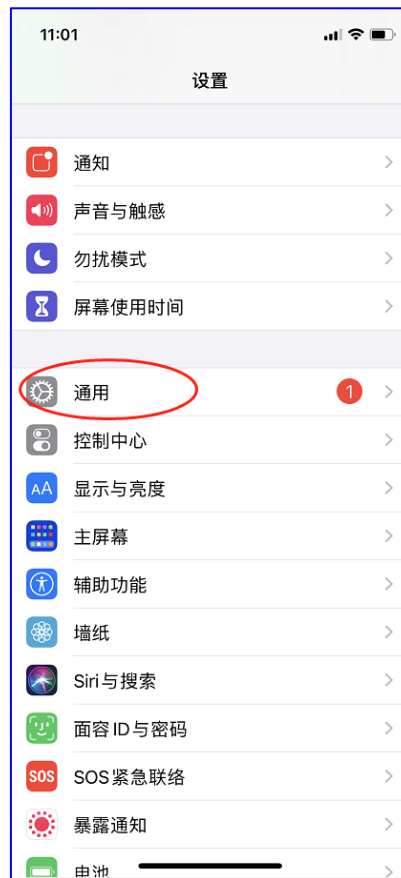 11:01
设置
通知
声音与触感
勿扰模式
屏幕使用时间
通用 1
控制中心
AA 显示与亮度
主屏幕
辅助功能
墙纸
Siri与搜索
面容ID与密码
SOS SOS紧急联络
暴露通知
电池